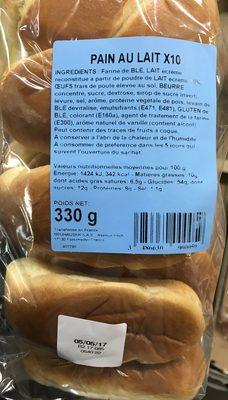 PAIN AU LAIT X10
INGREDIENTS : Farine de BLE, LAIT écrémé
reconstitué à partir de poudre de LAIT écrémé
ŒUFS frais de poule élevée au sol, BEURRE
concentré, sucre, dextrose, sirop de sucre inverti,
levure, sel, arôme, protéine végétale de pois, levain de
BLE dévitalisé, émulsifiants (E471, E481), GLUTEN de
BLE, colorant (E160a), agent de traitement de la farine
(E300), arôme naturel de vanille (contient alcool).
Peut contenir des traces de fruits à coque.
A conserver à l'abri de la chaleur et de l'humidité
A consommer de préférence dans les 5 jours qui
suivent l'ouverture du sachet.
Valeurs nutritionnelles moyennes pour 100 g
Energie: 1424 kJ, 342 kcal - Matières grasses: 10g,
dont acides gras saturés: 6.5g - Glucides: 54g, dont
sucres: 12g - Protéines: 8g - Sel:
POIDS NET:
330 g
Transformé en France
05/05/17